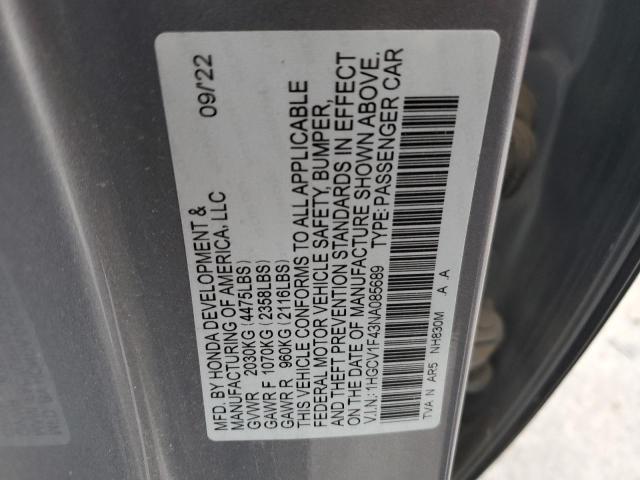 MFD. BY HONDA DEVELOPMENT & 09/22
MANUFACTURING OF AMERICA, LLC
GVWR 2030KG (4475LBS)
GAWR F 1070KG (2358LBS)
GAWR R 960KG (2116LBS)
THIS VEHICLE CONFORMS TO ALL APPLICABLE
FEDERAL MOTOR VEHICLE SAFETY, BUMPER,
AND THEFT PREVENTION STANDARDS IN EFFECT
ON THE DATE OF MANUFACTURE SHOWN ABOVE.
V.I.N.: 1HGCV1F43NA085689 TYPE:PASSENGER CAR
TVA N AR5 NH830M A A